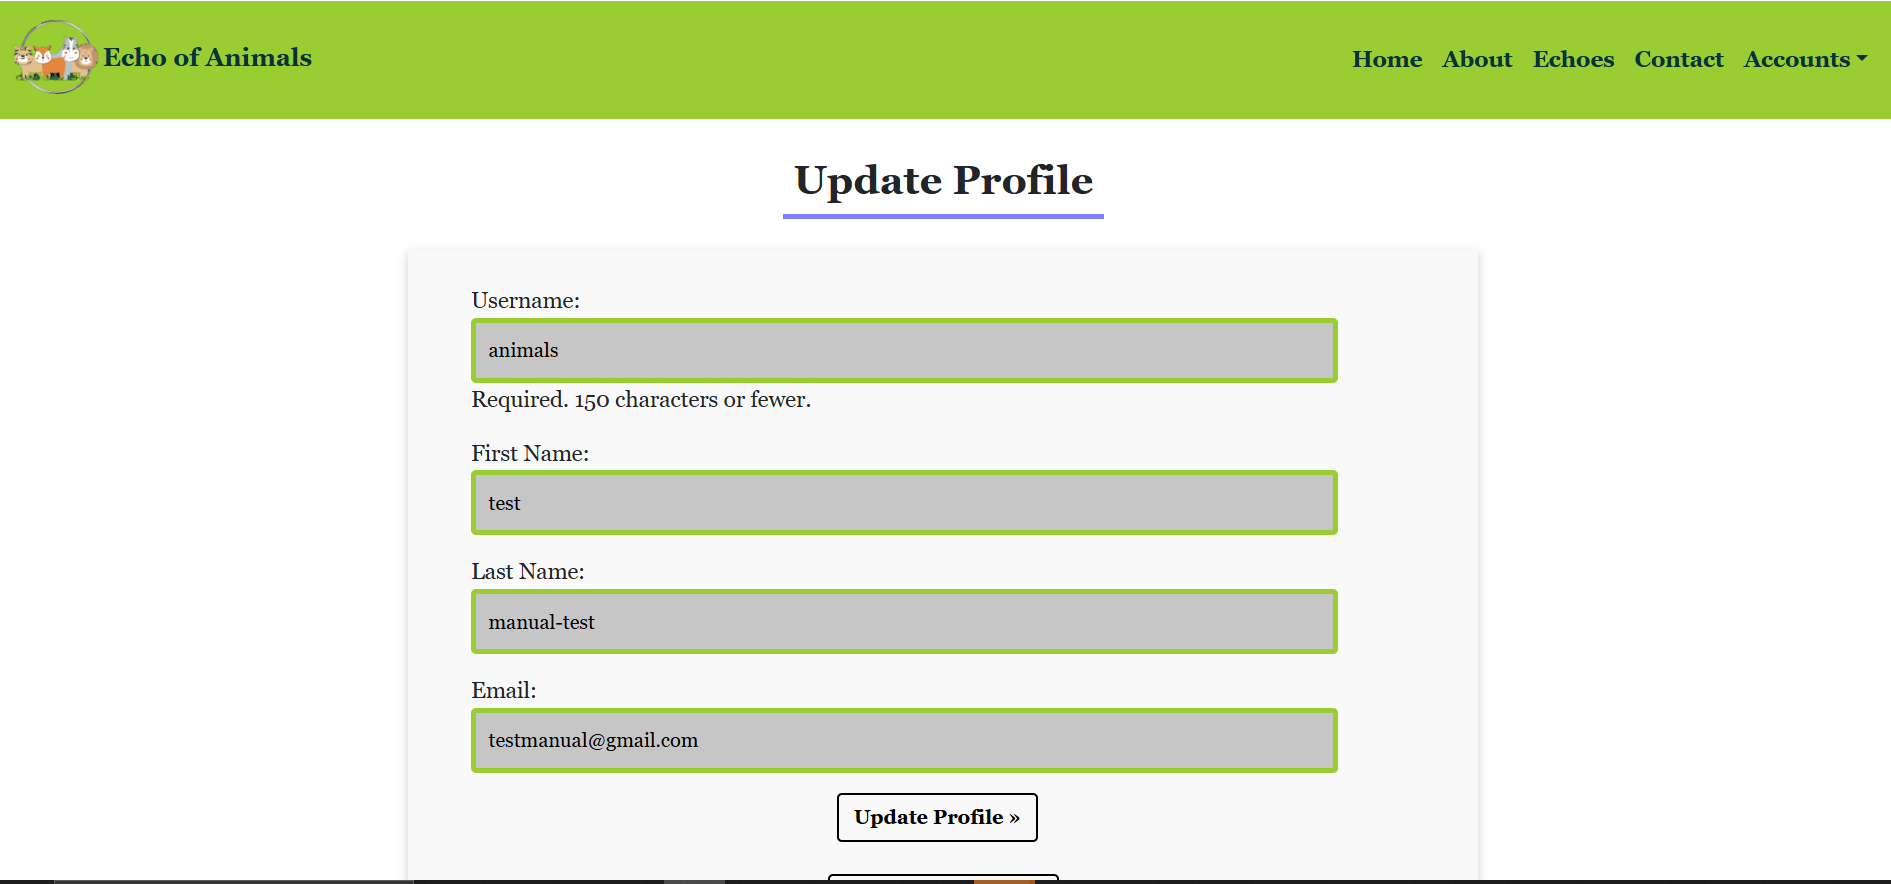 Echo of Animals
Home About Echoes Contact Accounts
Update Profile
Username:
animals
Required. 150 characters or fewer.
First Name:
test
Last Name:
manual-test
Email:
testmanual@gmail.com
Update Profile »